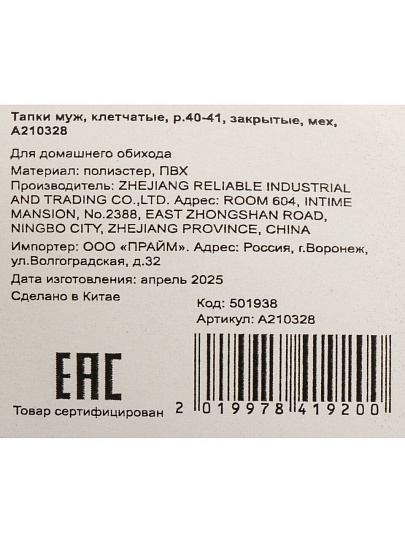 Тапки муж, клетчатые, р.40-41, закрытые, мех,
А210328
Для домашнего обихода
Материал: полиэстер, ПВХ
Производитель: ZHEJIANG RELIABLE INDUSTRIAL
AND TRADING CO.,LTD. Адрес: ROOM 604, INTIME
MANSION, No.2388, EAST ZHONGSHAN ROAD,
NINGBO CITY, ZHEJIANG PROVINCE, CHINA
Импортер: ООО «ПРАЙМ». Адрес: Россия, г.Воронеж,
ул.Волгоградская, д.32
Дата изготовления: апрель 2025
Сделано в Китае
Код: 501938
Артикул: А210328
EAC
Товар сертифицирован
2 019978 419200